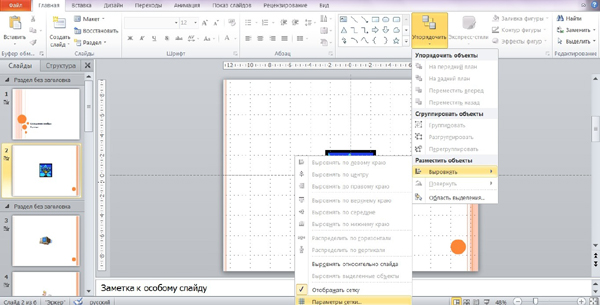 Файл
Главная
Вставка
Дизайн
Переходы
Анимация
Показ слайдов
Рецензирование
Вставить
Создать слайд
Макет
Восстановить
Раздел
Упорядочить
Экспресс-стили
Заливка фигуры
Контур фигуры
Эффекты фигур
Найти
Заменить
Выделить
Буфер обм...
Слайды
Шрифт
Абзац
Редактирование
Слайды
Структура
Раздел без заголовка
1
2
Раздел без заголовка
3
4
Упорядочить объекты
На передний план
На задний план
Переместить вперед
Переместить назад
Сгруппировать объекты
Группировать
Разгруппировать
Перегруппировать
Разместить объекты
Выровнять
Повернуть
Область выделения...
Выровнять по левому краю
Выровнять по центру
Выровнять по правому краю
Выровнять по верхнему краю
Выровнять по середине
Выровнять по нижнему краю
Распределить по горизонтали
Распределить по вертикали
Выровнять относительно слайда
Выровнять выделенные объекты
Отображать сетку
Параметры сетки...
Заметка к особому слайду
Слайд 2 из 6
"Эркер"
русский
48%